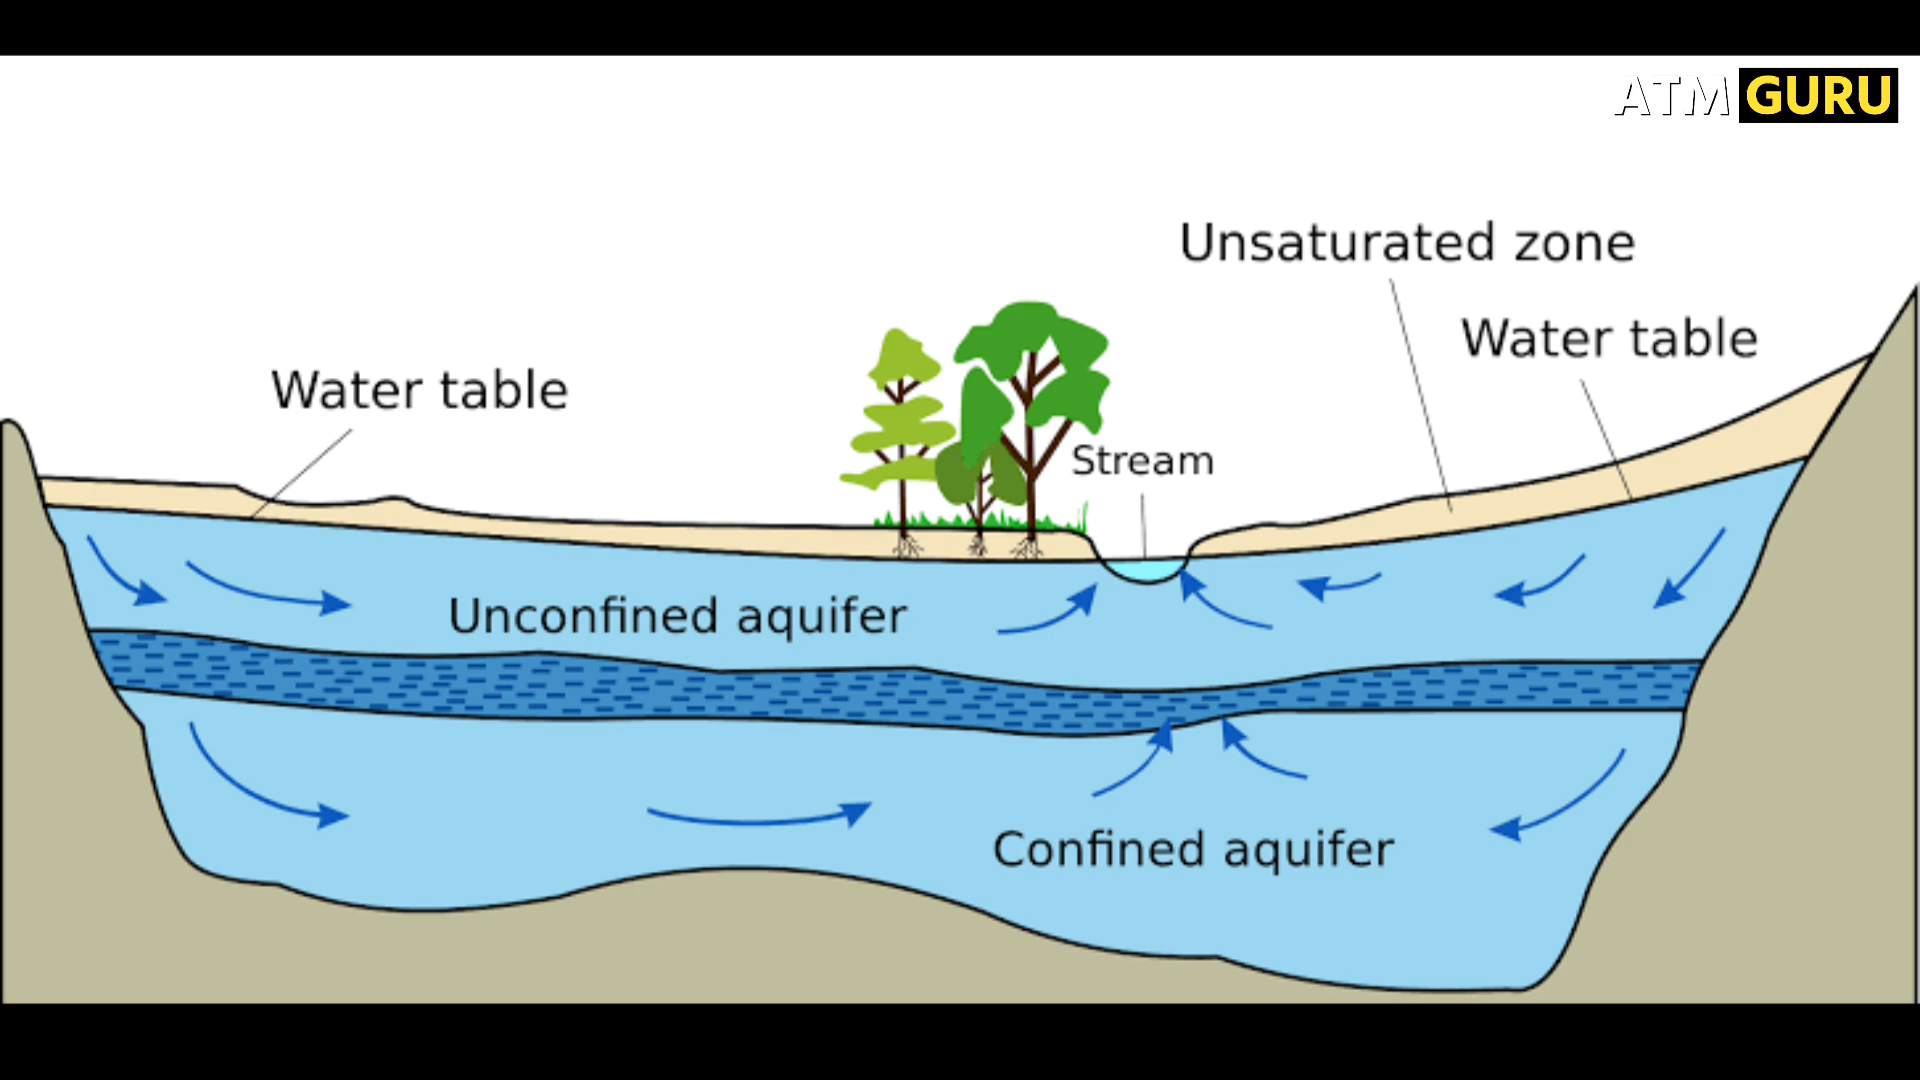 ATM GURU
Unsaturated zone
Water table
Water table
Stream
Unconfined aquifer
Confined aquifer